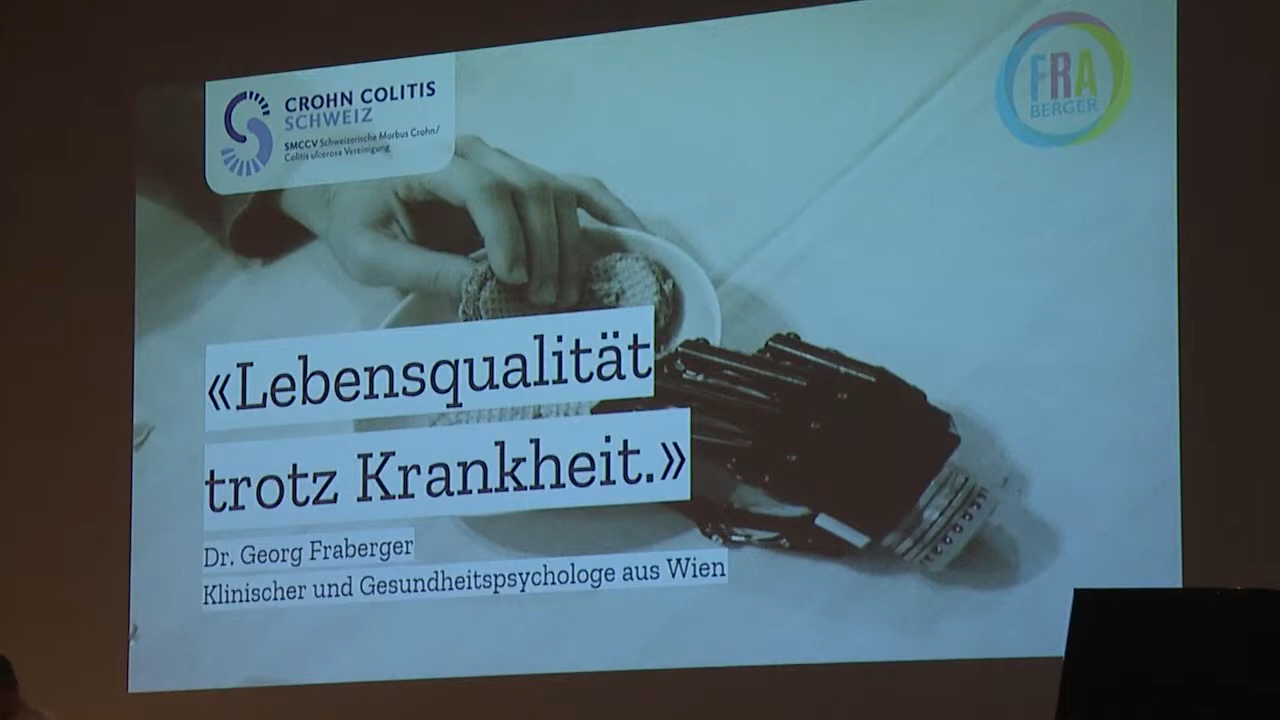 CROHN COLITIS
SCHWEIZ
SMCCV Schweizerische Morbus Crohn/
Colitis ulcerosa Vereinigung
FRA
BERGER
«Lebensqualität
trotz Krankheit.»
Dr. Georg Fraberger
Klinischer und Gesundheitspsychologe aus Wien